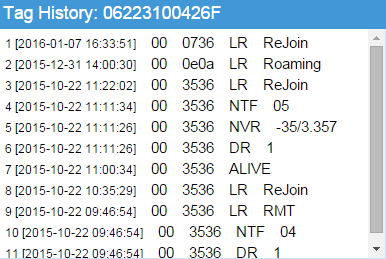 Tag History: 06223100426F
1 [2016-01-07 16:33:51] 00 0736 LR ReJoin
2 [2015-12-31 14:00:30] 00 0e0a LR Roaming
3 [2015-10-22 11:22:02] 00 3536 LR ReJoin
4 [2015-10-22 11:11:34] 00 3536 NTF 05
5 [2015-10-22 11:11:26] 00 3536 NVR -35/3.357
6 [2015-10-22 11:11:26] 00 3536 DR 1
7 [2015-10-22 11:00:34] 00 3536 ALIVE
8 [2015-10-22 10:35:29] 00 3536 LR ReJoin
9 [2015-10-22 09:46:54] 00 3536 LR RMT
10 [2015-10-22 09:46:54] 00 3536 NTF 04
11 [2015-10-22 09:46:54] 00 3536 DR 1